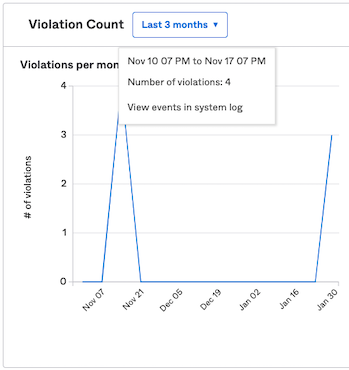 Violation Count
Last 3 months ▼
Violations per mon
Nov 10 07 PM to Nov 17 07 PM
Number of violations: 4
View events in system log
# of violations
4
3
2
1
0
Nov 07
Nov 21
Dec 05
Dec 19
Jan 02
Jan 16
Jan 30